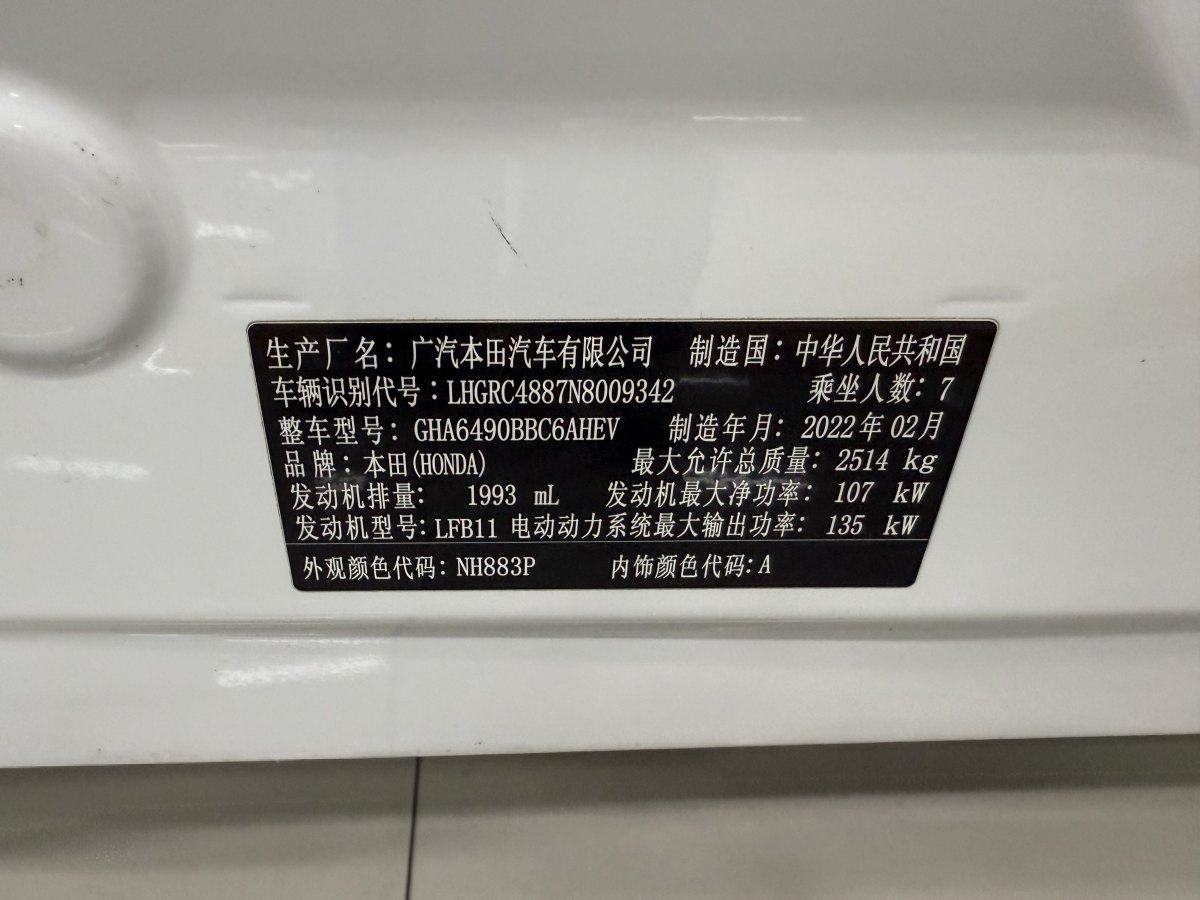 生产厂名：广汽本田汽车有限公司 制造国：中华人民共和国
车辆识别代号：LHGRC4887N8009342 乘坐人数：7
整车型号：GHA6490BBC6AHEV 制造年月：2022年02月
品牌：本田(HONDA) 最大允许总质量：2514 kg
发动机排量： 1993 mL 发动机最大净功率：107 kW
发动机型号：LFB11 电动动力系统最大输出功率：135 kW
外观颜色代码：NH883P 内饰颜色代码：A